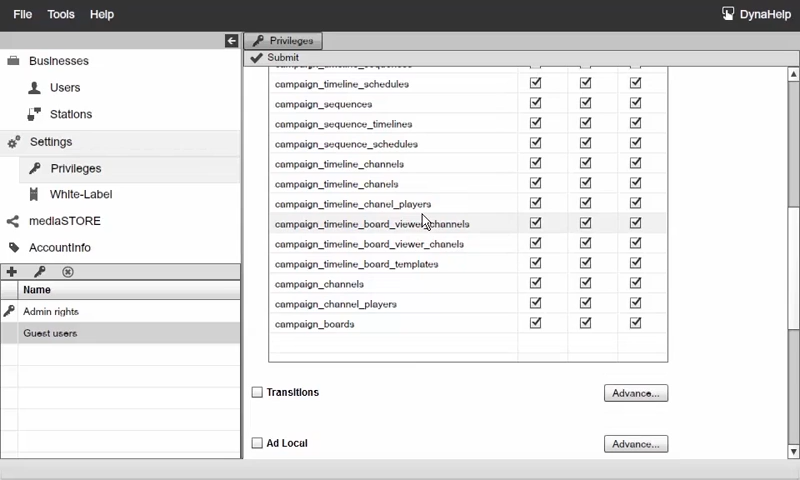 File Tools Help DynaHelp
Businesses
Users
Stations
Settings
Privileges
White-Label
mediaSTORE
AccountInfo
Name
Admin rights
Guest users
Privileges
Submit
campaign_timeline_sequences
campaign_timeline_schedules
campaign_sequences
campaign_sequence_timelines
campaign_sequence_schedules
campaign_timeline_channels
campaign_timeline_chanels
campaign_timeline_chanel_players
campaign_timeline_board_viewer_channels
campaign_timeline_board_viewer_chanels
campaign_timeline_board_templates
campaign_channels
campaign_channel_players
campaign_boards
Transitions Advance...
Ad Local Advance...